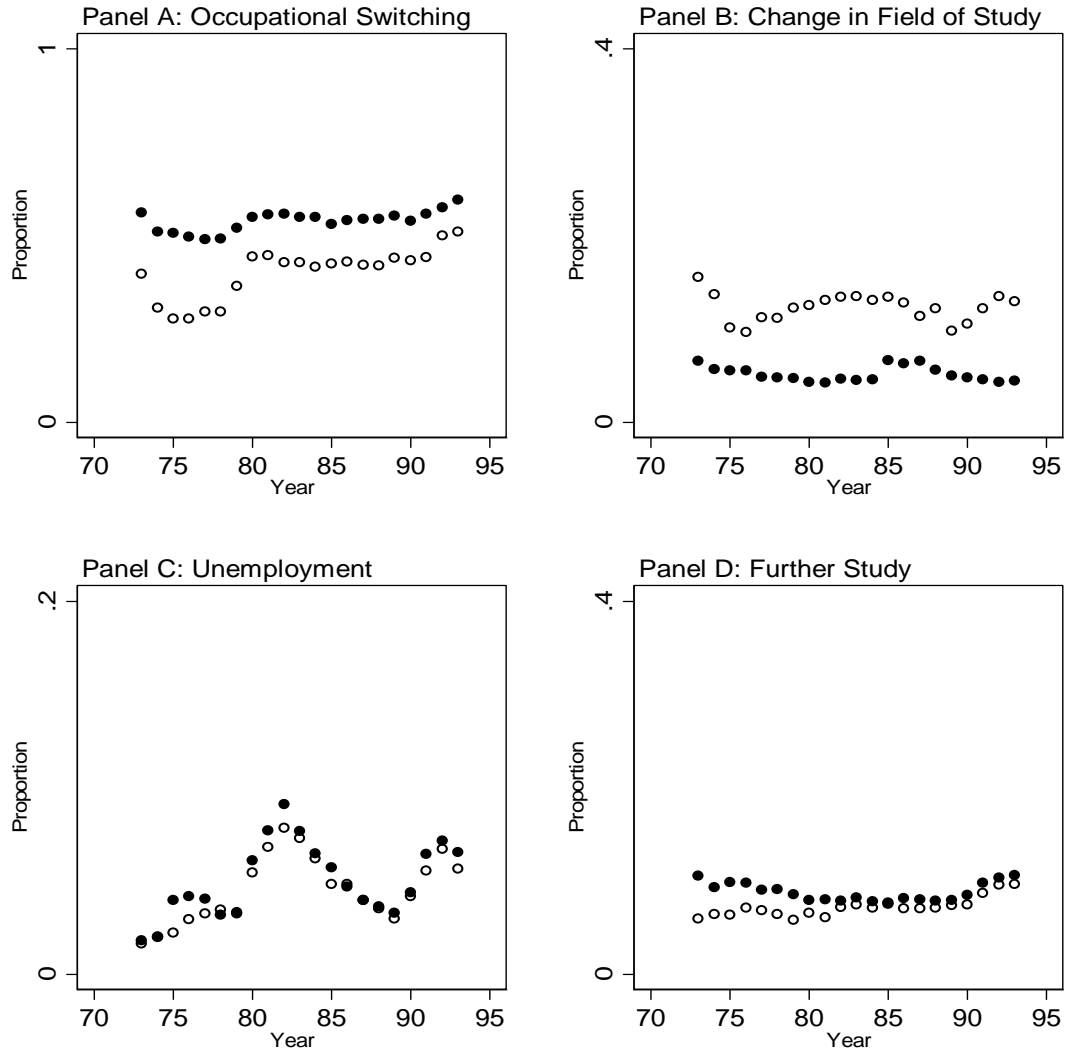 Panel A: Occupational Switching
1
Proportion
0
70 75 80 85 90 95
Year
Panel B: Change in Field of Study
.4
Proportion
0
70 75 80 85 90 95
Year
Panel C: Unemployment
.2
Proportion
0
70 75 80 85 90 95
Year
Panel D: Further Study
.4
Proportion
0
70 75 80 85 90 95
Year